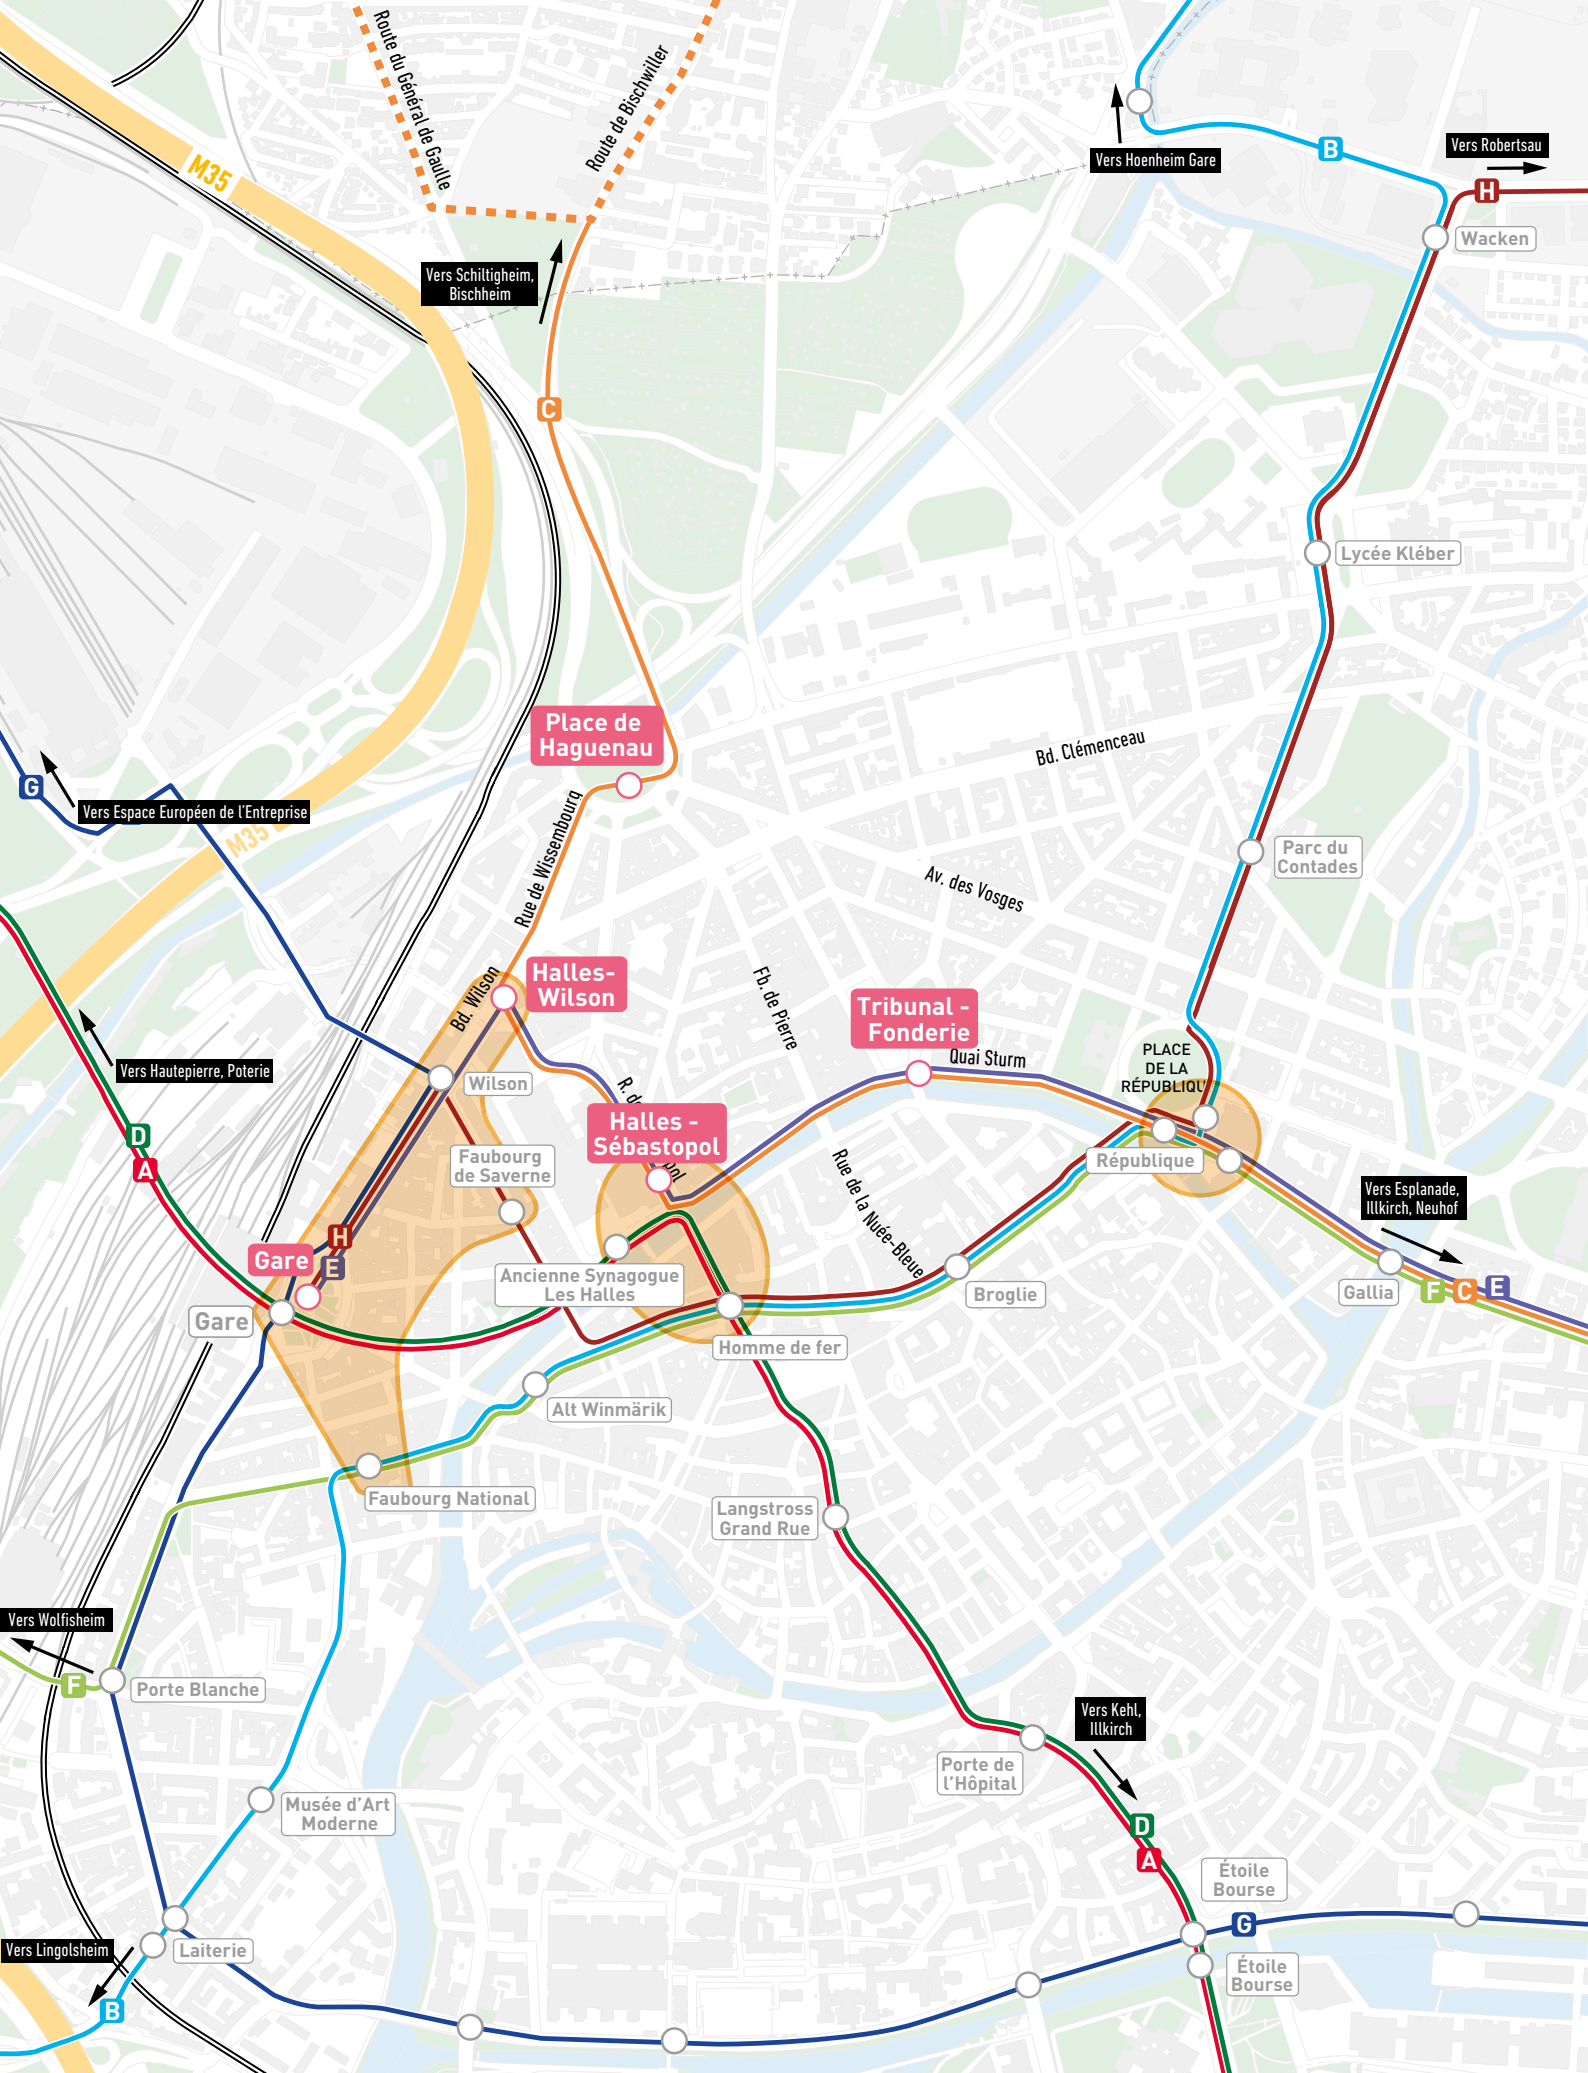 Route du Général de Gaulle
Route de Bischwiller
M35
Vers Hoenheim Gare
B
Vers Robertsau
H
Wacken
Vers Schiltigheim,
Bischheim
C
Lycée Kléber
Place de
Haguenau
Bd. Clémenceau
G
Vers Espace Européen de l'Entreprise
M35
Rue de Wissembourg
Parc du
Contades
Av. des Vosges
Halles-
Wilson
Bd. Wilson
Fb. de Pierre
Tribunal -
Fonderie
Quai Sturm
PLACE
DE LA
Vers Hautepierre, Poterie
Wilson
R. d
Halles -
Sébastopol
pol
D
A
Faubourg
de Saverne
République
Rue de la Nuée-Bleue
Vers Esplanade,
Illkirch, Neuhof
H
E
Gare
Gare
Ancienne Synagogue
Les Halles
Broglie
Gallia
F
C
E
Homme de fer
Alt Winmärik
Faubourg National
Langstross
Grand Rue
Vers Wolfisheim
F
Porte Blanche
Vers Kehl,
Illkirch
Porte de
l'Hôpital
Musée d'Art
Moderne
D
A
Étoile
Bourse
G
Vers Lingolsheim
Laiterie
Étoile
Bourse
B